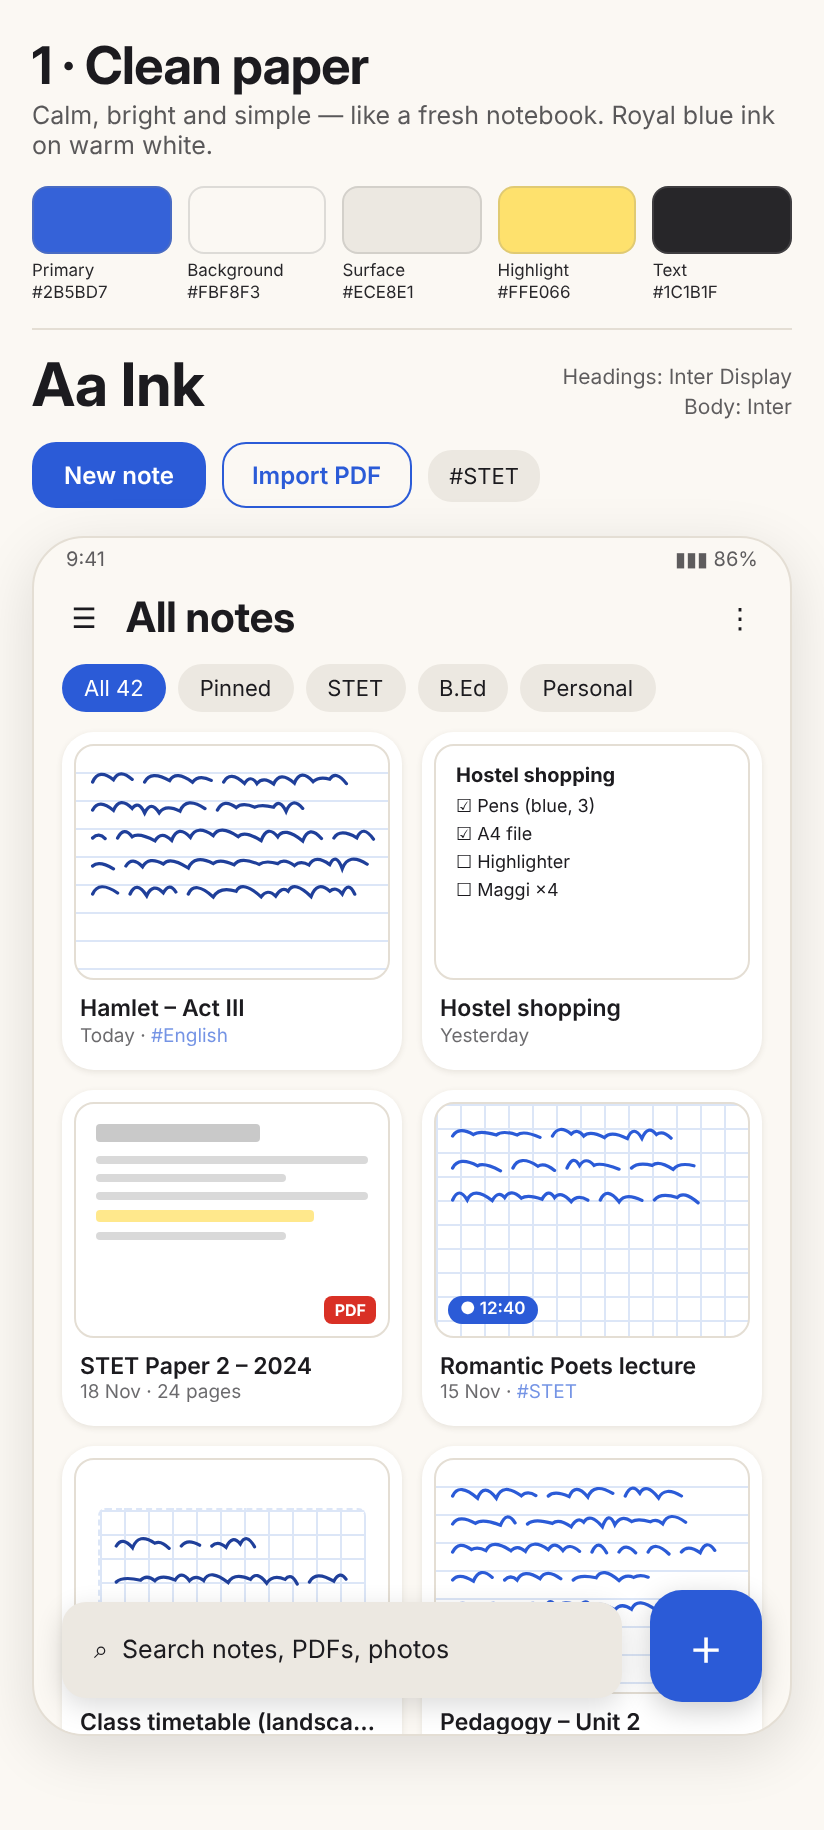 1 · Clean paper
Calm, bright and simple — like a fresh notebook. Royal blue ink
on warm white.
Primary
#2B5BD7
Background
#FBF8F3
Surface
#ECE8E1
Highlight
#FFE066
Text
#1C1B1F
Aa Ink
Headings: Inter Display
Body: Inter
New note
Import PDF
#STET
9:41
86%
All notes
All 42
Pinned
STET
B.Ed
Personal
Hostel shopping
☑ Pens (blue, 3)
☑ A4 file
☐ Highlighter
☐ Maggi ×4
Hamlet – Act III
Today · #English
Hostel shopping
Yesterday
PDF
12:40
STET Paper 2 – 2024
18 Nov · 24 pages
Romantic Poets lecture
15 Nov · #STET
Search notes, PDFs, photos
+
Class timetable (landsca...
Pedagogy – Unit 2